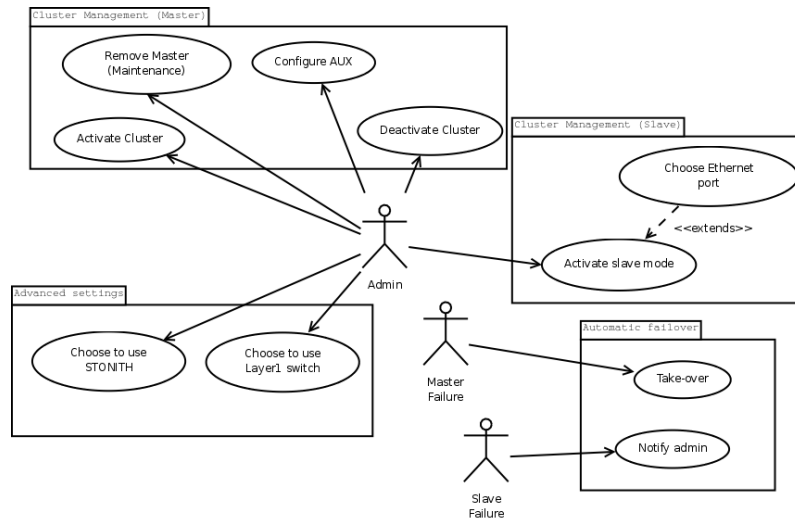 Cluster Management (Master)
Remove Master
(Maintenance)
Configure AUX
Activate Cluster
Deactivate Cluster
Cluster Management (Slave)
Choose Ethernet
port
<<extends>>
Activate slave mode
Admin
Advanced settings
Choose to use
STONITH
Choose to use
Layer1 switch
Master
Failure
Automatic failover
Take-over
Notify admin
Slave
Failure